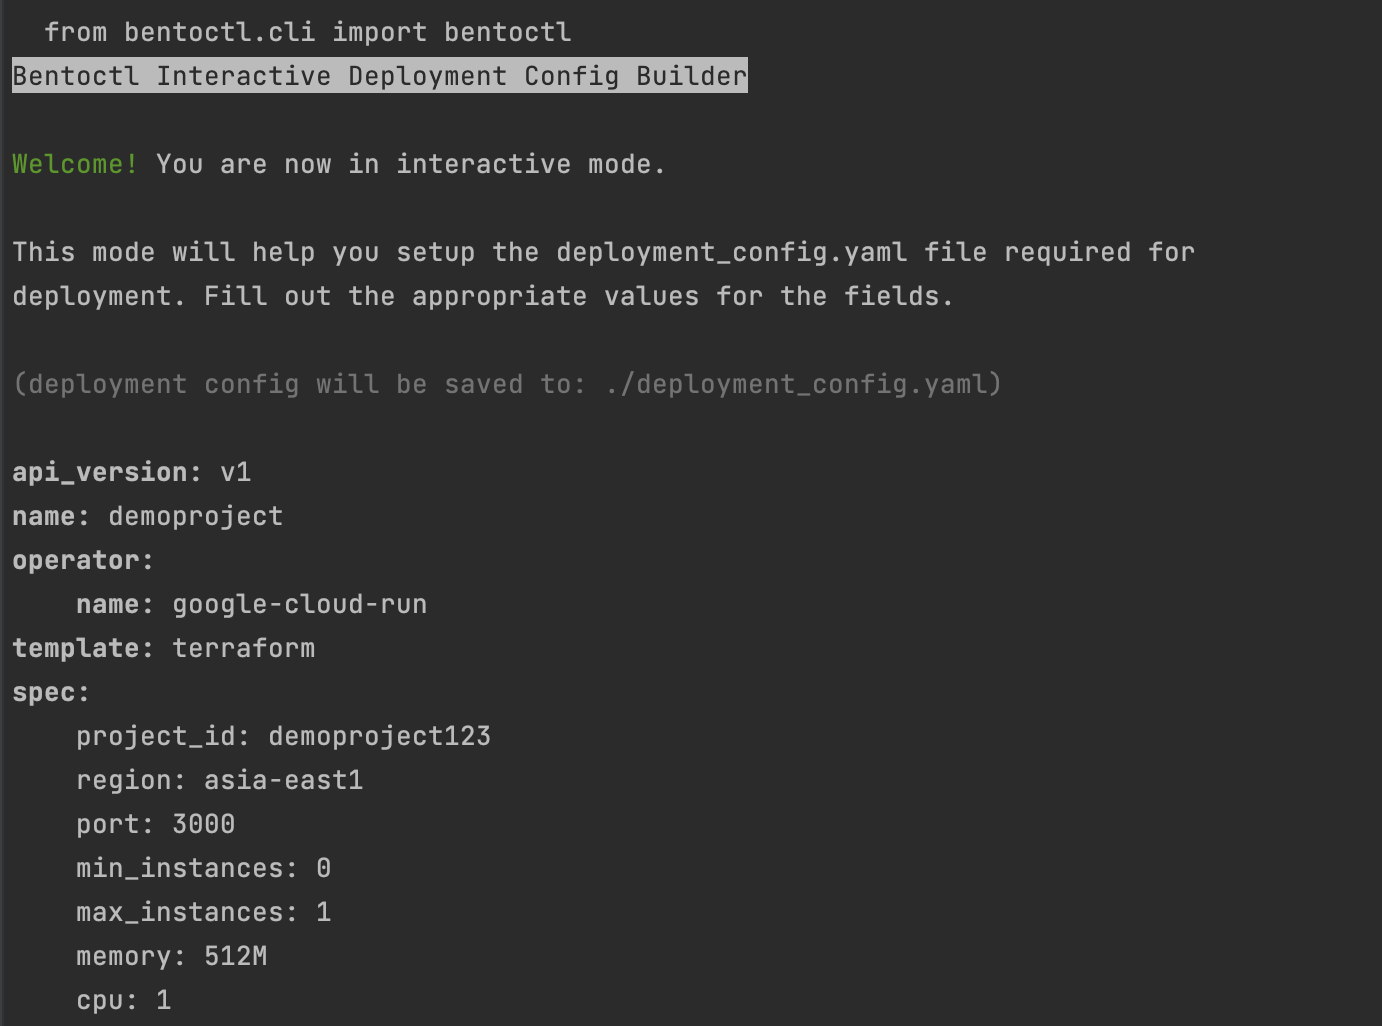 from bentoctl.cli import bentoctl
Bentoctl Interactive Deployment Config Builder
Welcome! You are now in interactive mode.
This mode will help you setup the deployment_config.yaml file required for
deployment. Fill out the appropriate values for the fields.
(deployment config will be saved to: ./deployment_config.yaml)
api_version: v1
name: demoproject
operator:
    name: google-cloud-run
template: terraform
spec:
    project_id: demoproject123
    region: asia-east1
    port: 3000
    min_instances: 0
    max_instances: 1
    memory: 512M
    cpu: 1